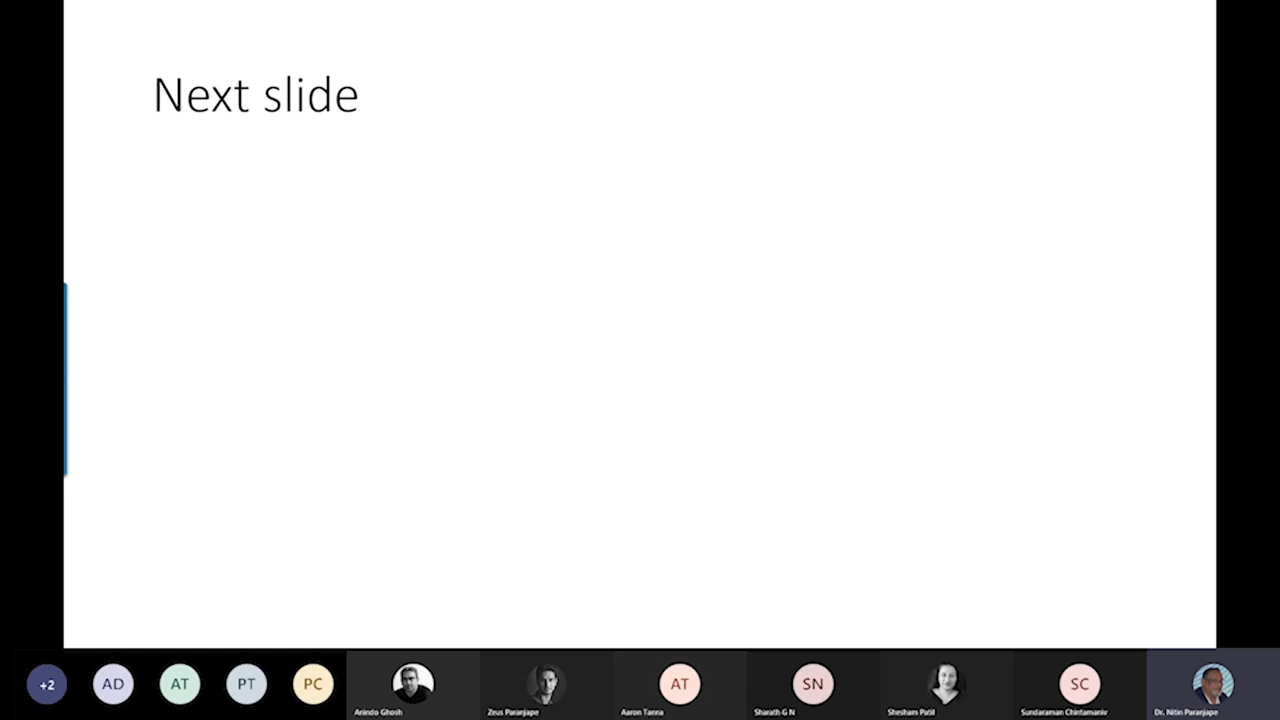 Next slide
+2
AD
AT
PT
PC
Anindo Ghosh
Zeus Paranjape
AT
Aaron Tanna
SN
Sharath G N
Shesham Patil
SC
Sundaraman Chintamaniv
Dr. Nitin Paranjape